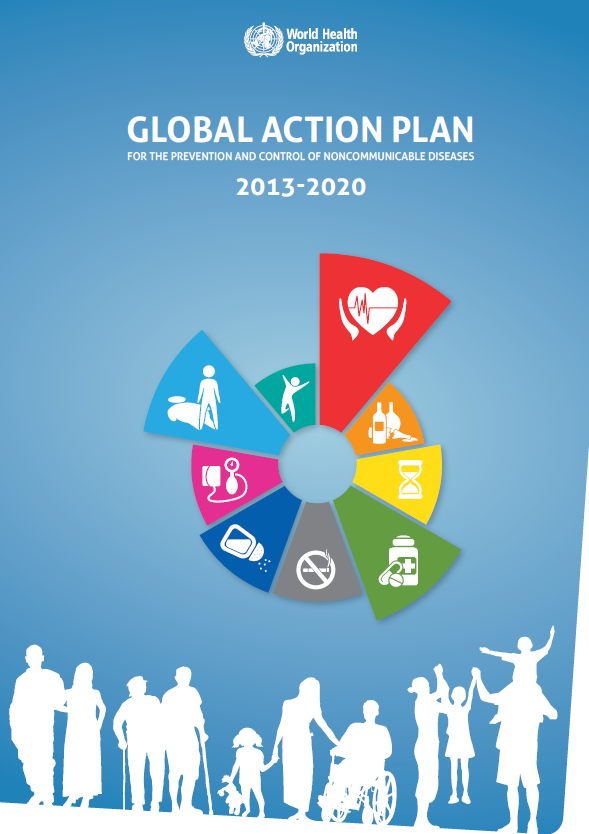 World Health
Organization
GLOBAL ACTION PLAN
FOR THE PREVENTION AND CONTROL OF NONCOMMUNICABLE DISEASES
2013-2020